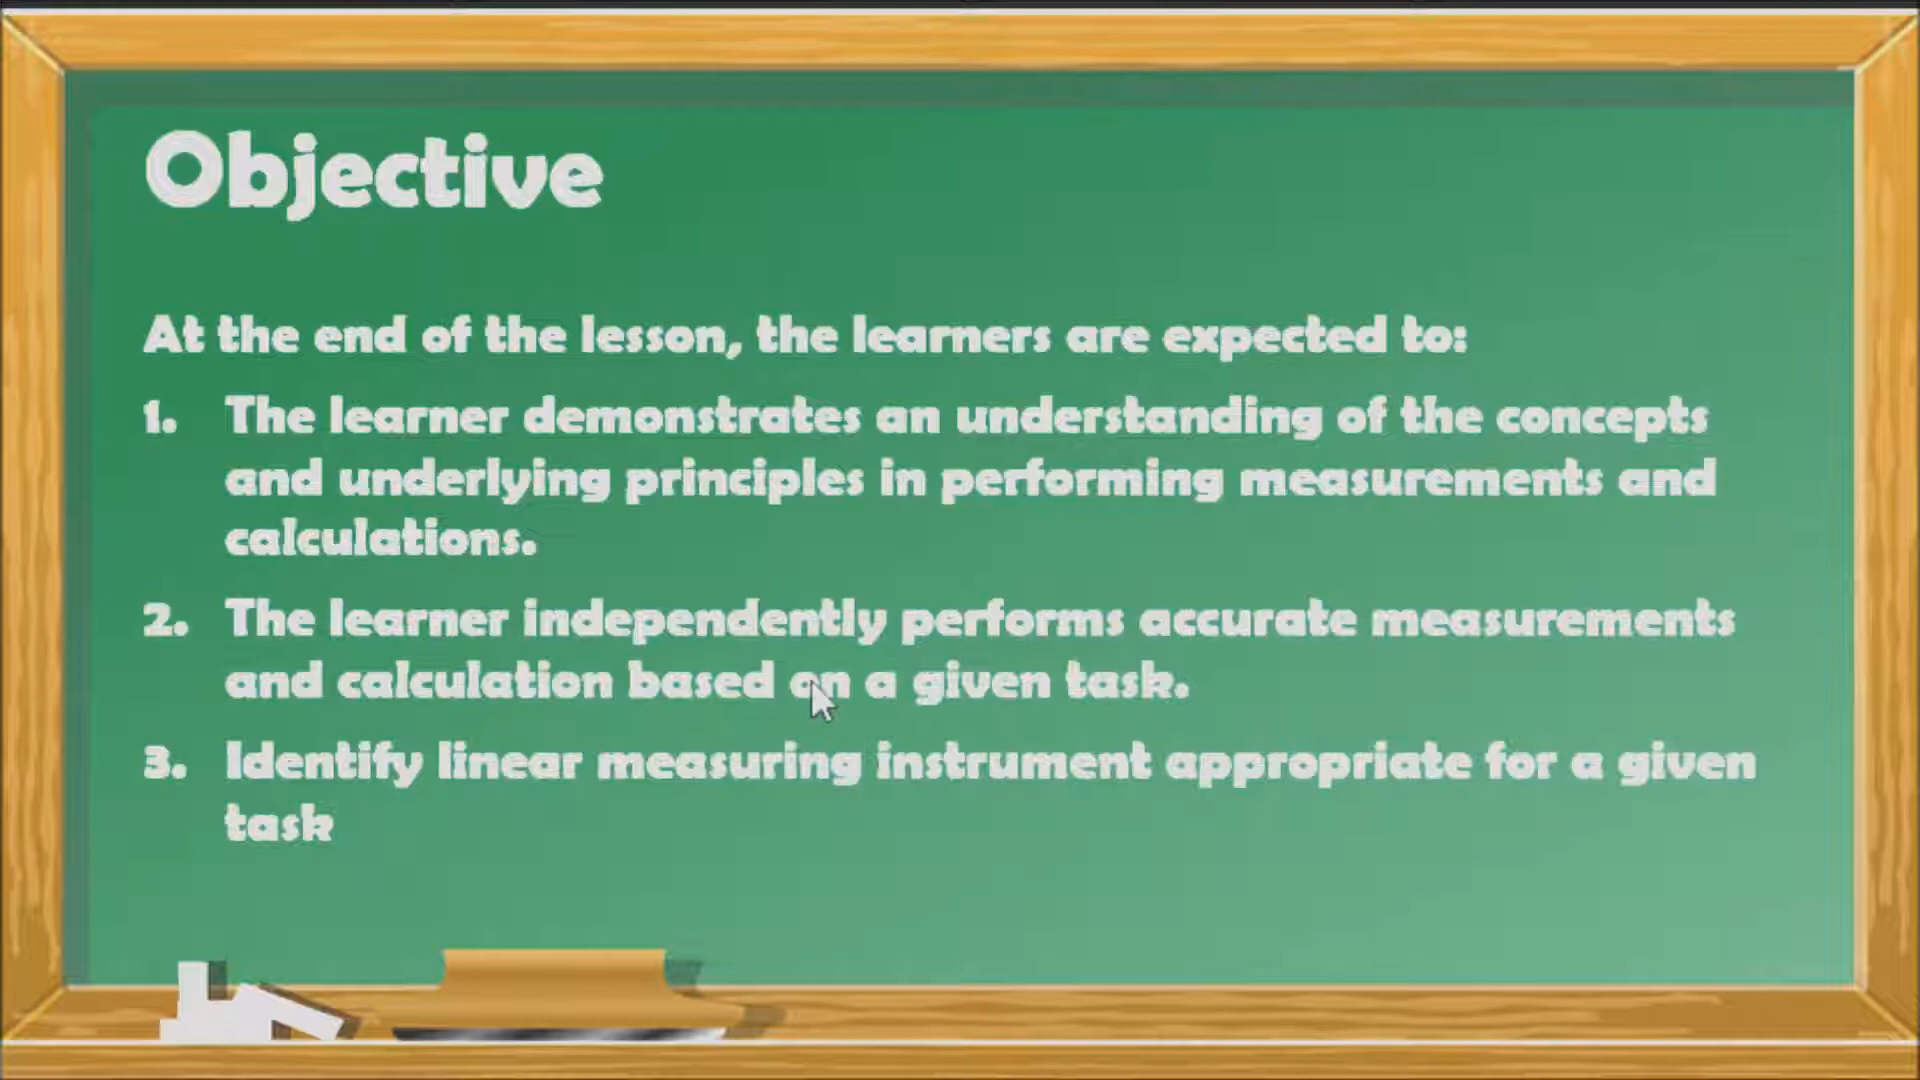 Objective
At the end of the lesson, the learners are expected to:
1. The learner demonstrates an understanding of the concepts
and underlying principles in performing measurements and
calculations.
2. The learner independently performs accurate measurements
and calculation based on a given task.
3. Identify linear measuring instrument appropriate for a given
task